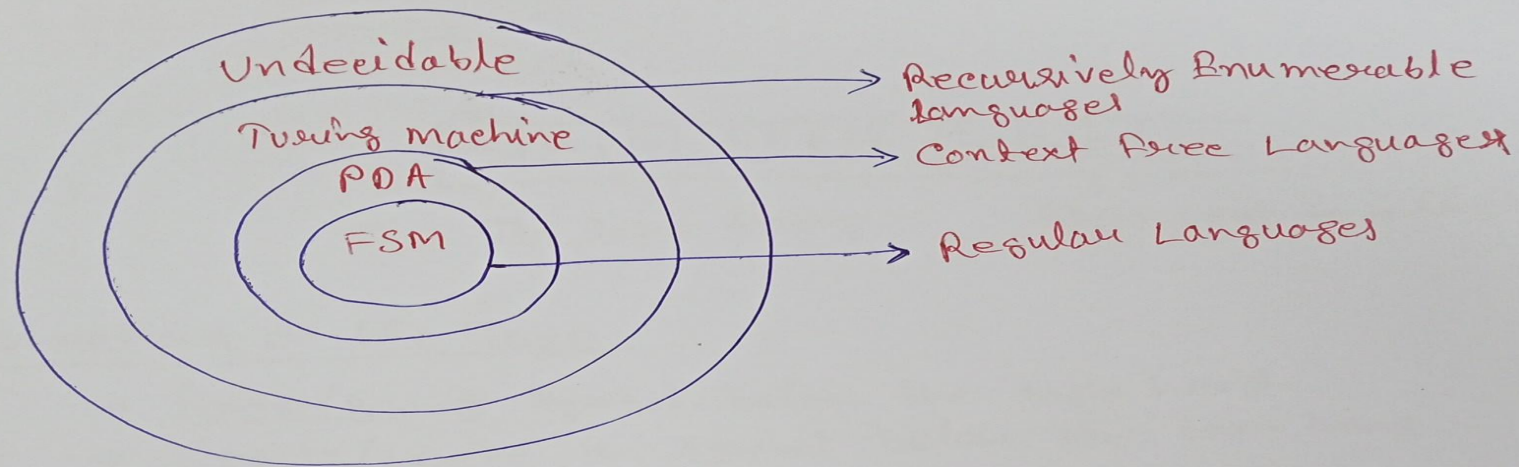 Undecidable
Recursively Enumerable
Languages
Turing machine
Context Free Languages
PDA
FSM
Regular Languages